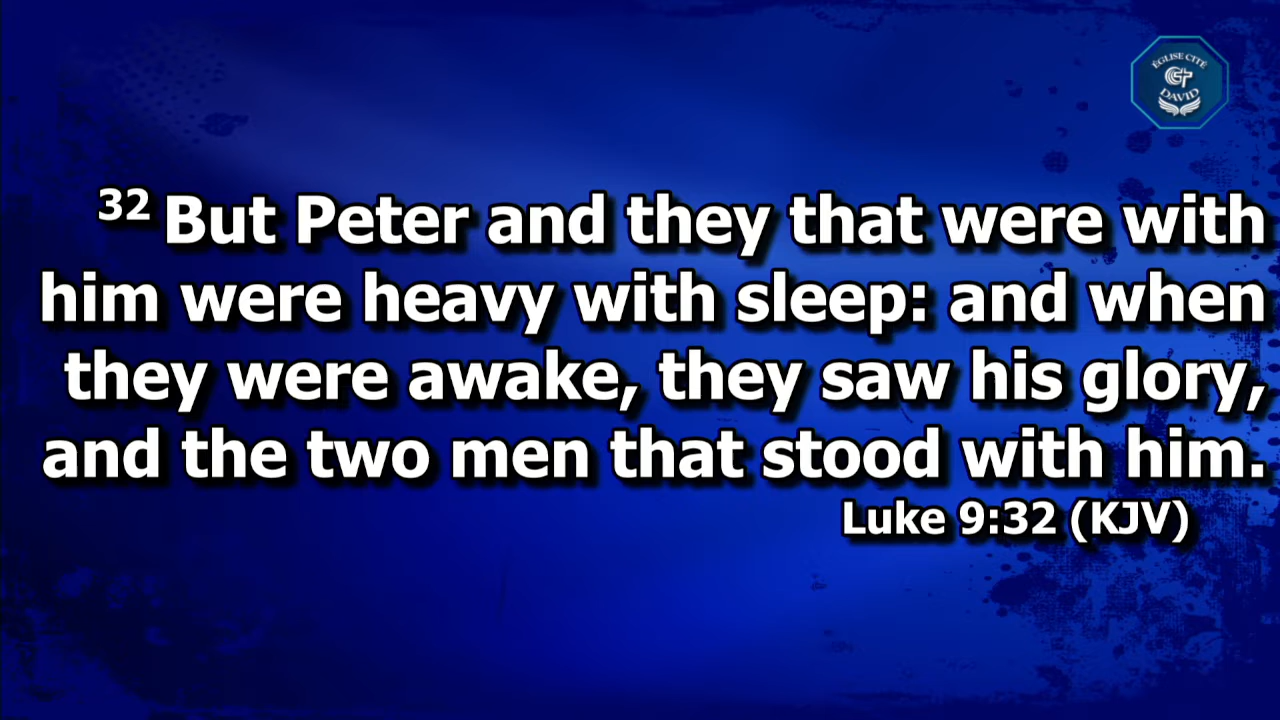 ÉGLISE CITÉ
DAVID
32 But Peter and they that were with
him were heavy with sleep: and when
they were awake, they saw his glory,
and the two men that stood with him.
Luke 9:32 (KJV)